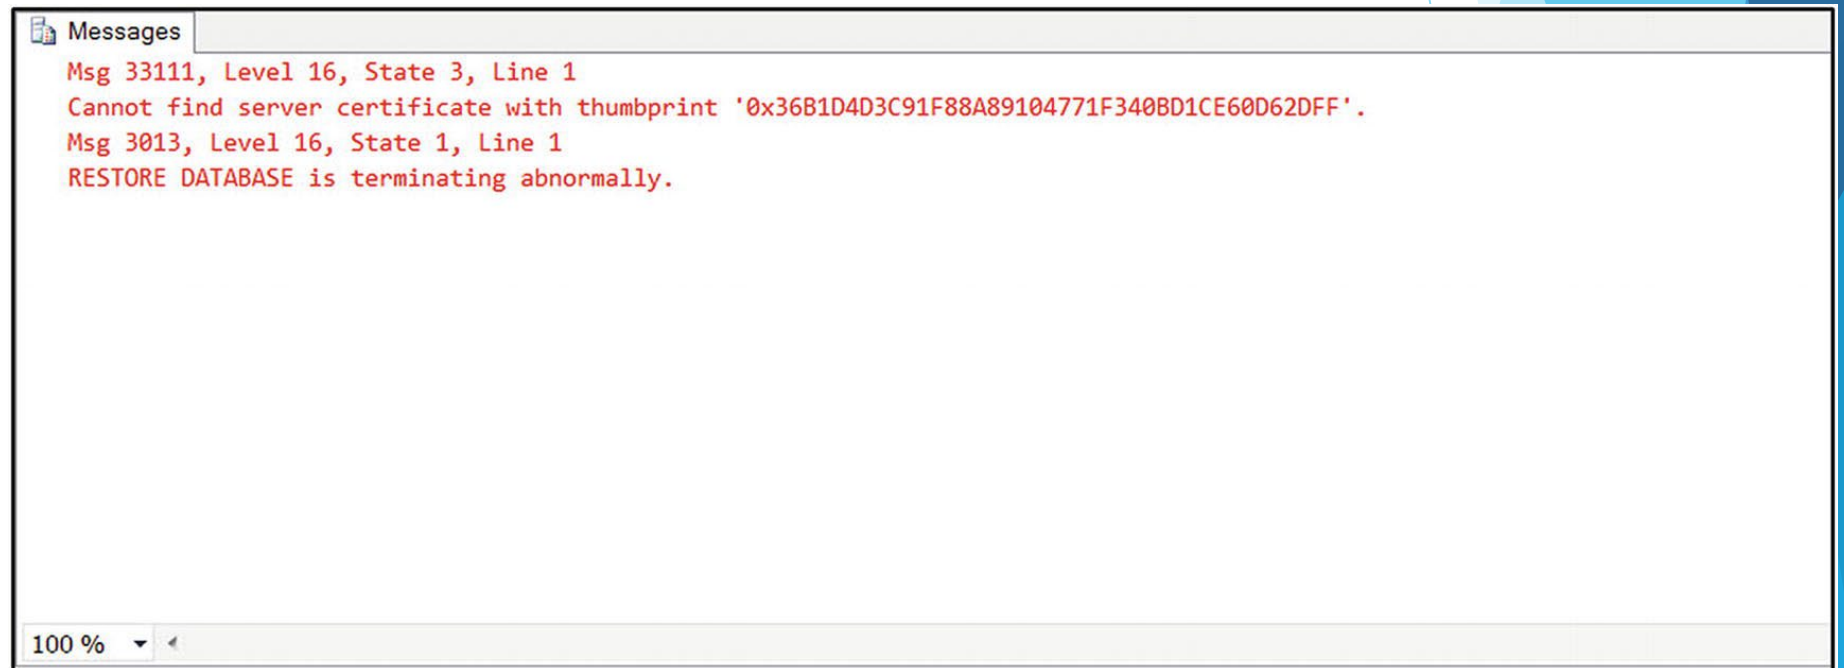 Messages
Msg 33111, Level 16, State 3, Line 1
Cannot find server certificate with thumbprint '0x36B1D4D3C91F88A89104771F340BD1CE60D62DFF'.
Msg 3013, Level 16, State 1, Line 1
RESTORE DATABASE is terminating abnormally.
100 %